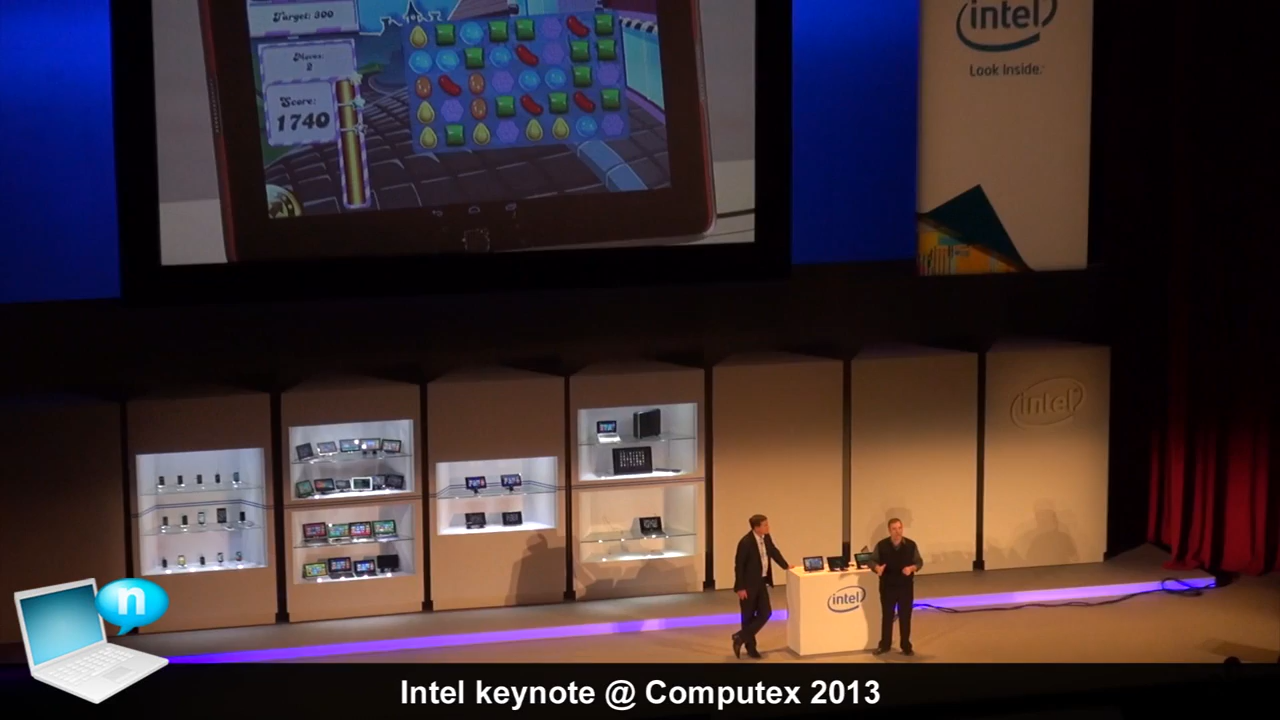 Target: 300
Moves:
2
Score:
1740
intel
Look Inside.
intel
intel
n
Intel keynote @ Computex 2013